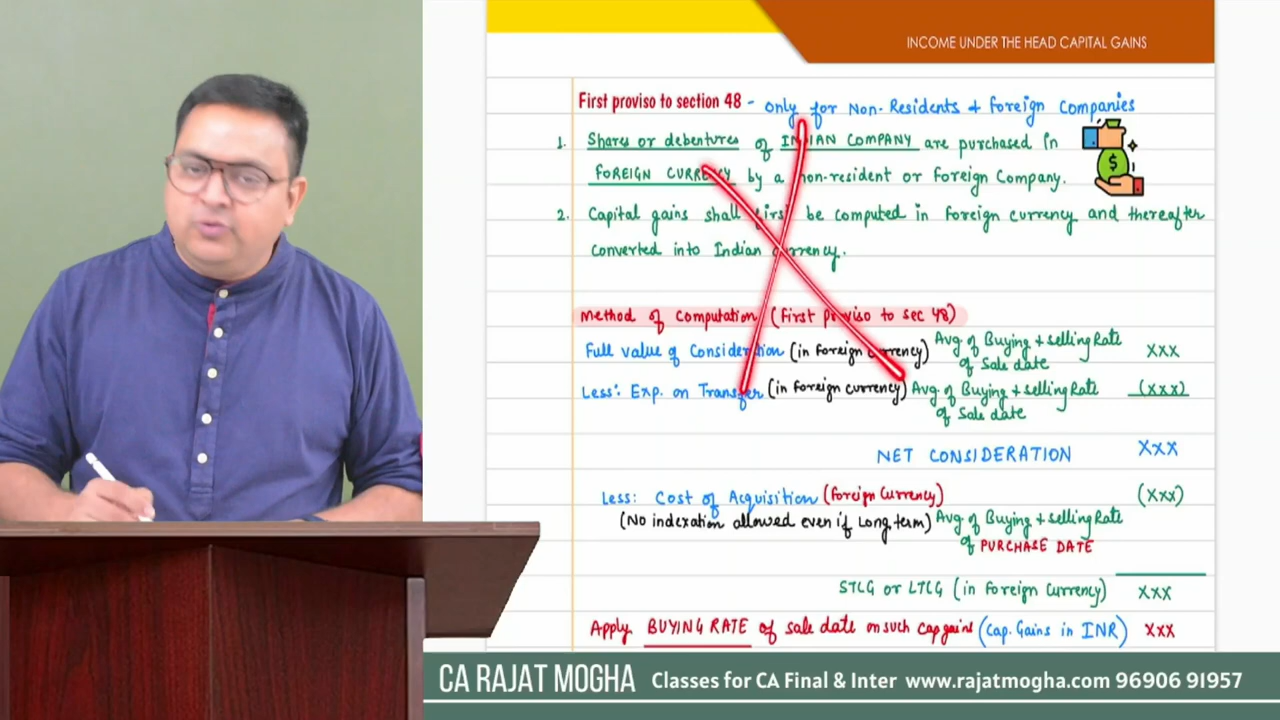 INCOME UNDER THE HEAD CAPITAL GAINS
First proviso to section 48 - only for Non-Residents + foreign Companies
1. Shares or debentures of INDIAN COMPANY are purchased in
FOREIGN CURRENCY by a non-resident or foreign Company.
2. Capital gains shall first be computed in foreign currency and thereafter
converted into Indian currency.
Method of Computation (First proviso to sec 48)
Full value of Consideration (in foreign currency) Avg. of Buying + selling Rate of Sale date XXX
Less: Exp. on Transfer (in foreign currency) Avg. of Buying + selling Rate of Sale date (XXX)
NET CONSIDERATION XXX
Less: Cost of Acquisition (foreign Currency) (XXX)
(No indexation allowed even if Long term) Avg of Buying + selling Rate
of PURCHASE DATE
STCG or LTCG (in foreign Currency) XXX
Apply BUYING RATE of sale date on such cap gains (Cap. Gains in INR) XXX
CA RAJAT MOGHA Classes for CA Final & Inter www.rajatmogha.com 96906 91957